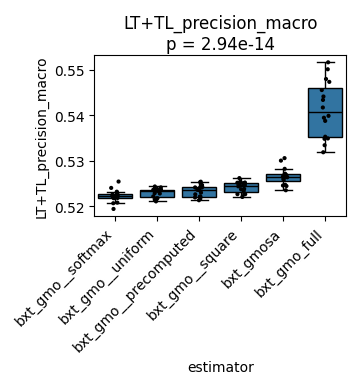 LT+TL_precision_macro
p = 2.94e-14
LT+TL_precision_macro
0.55
0.54
0.53
0.52
bxt_gmo__softmax
bxt_gmo__uniform
bxt_gmo__precomputed
bxt_gmo__square
bxt_gmosa
bxt_gmo_full
estimator